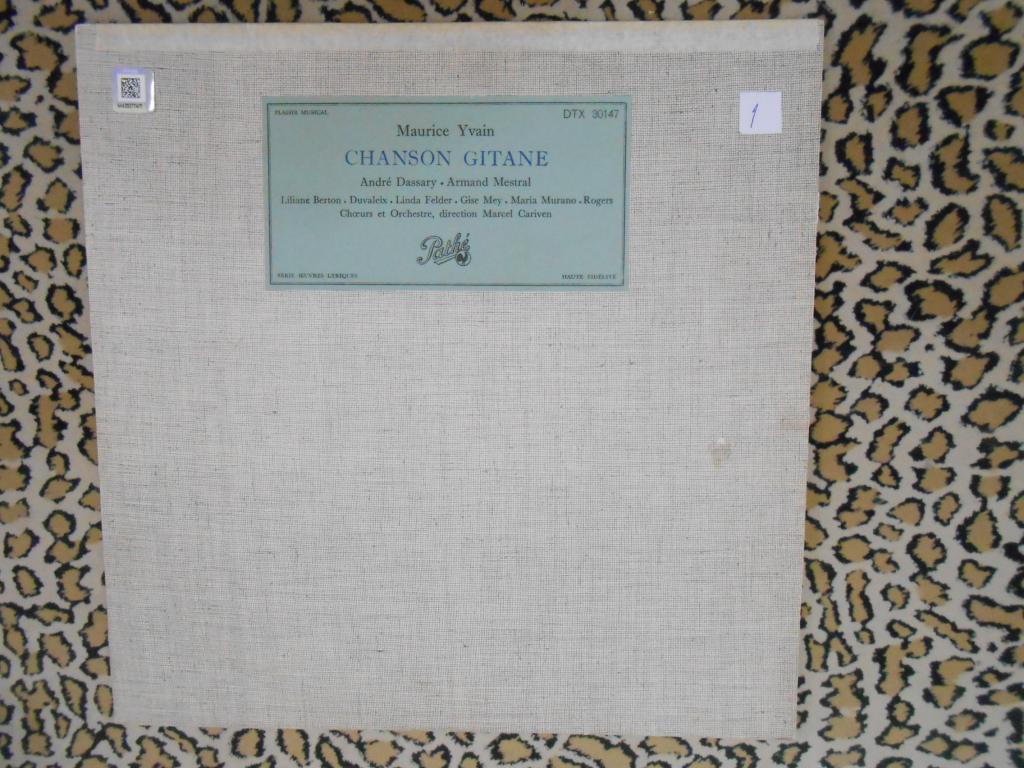 PLAISIR MUSICAL
DTX 30147
Maurice Yvain
CHANSON GITANE
André Dassary • Armand Mestral
Liliane Berton • Duvaleix • Linda Felder • Gise Mey • Maria Murano • Rogers
Chœurs et Orchestre, direction Marcel Cariven
Pathé
SÉRIE ŒUVRES LYRIQUES
HAUTE FIDÉLITÉ
1